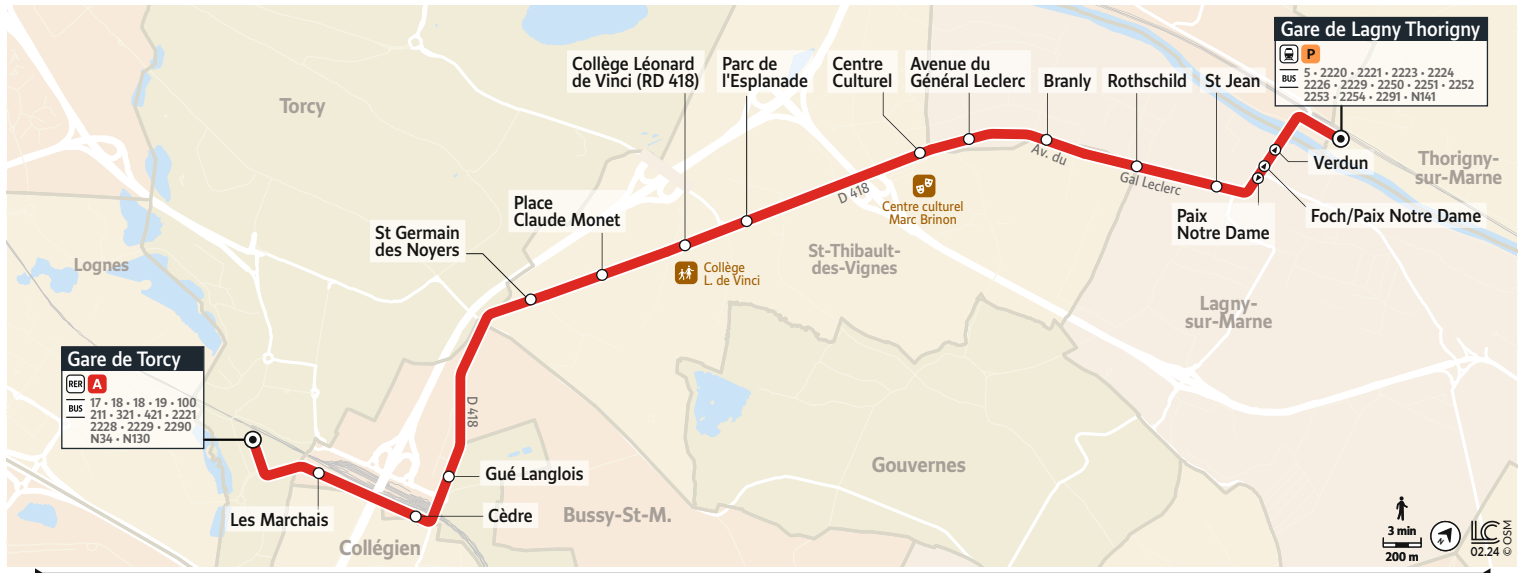 Gare de Lagny Thorigny
P
BUS
5 • 2220 • 2221 • 2223 • 2224
2226 • 2229 • 2250 • 2251 • 2252
2253 • 2254 • 2291 • N141
Collège Léonard
de Vinci (RD 418)
Parc de
l'Esplanade
Centre
Culturel
Avenue du
Général Leclerc
Branly
Rothschild
St Jean
Torcy
Av. du
Gál Leclerc
Verdun
Thorigny-
sur-Marne
D 418
Centre culturel
Marc Brinon
Place
Claude Monet
Paix
Notre Dame
Foch/Paix Notre Dame
St Germain
des Noyers
St-Thibault-
des-Vignes
Lognes
Collège
L. de Vinci
Lagny-
sur-Marne
Gare de Torcy
RER A
BUS
17 • 18 • 18 • 19 • 100
211 • 321 • 421 • 2221
2228 • 2229 • 2290
N34 • N130
D 418
Gouvernes
Gué Langlois
Les Marchais
Cèdre
Bussy-St-M.
Collégien
3 min
200 m
N
LC
02.24
© OSM